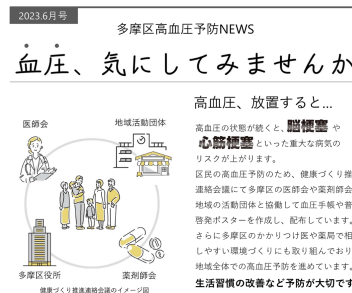 2023.6月号
多摩区高血圧予防NEWS
血圧、気にしてみませんか
高血圧、放置すると…
高血圧の状態が続くと、脳梗塞 や
心筋梗塞 といった重大な病気の
リスクが上がります。
区民の高血圧予防のため、健康づくり推
連絡会議にて多摩区の医師会や薬剤師会
地域の活動団体と協働して血圧手帳や普
啓発ポスターを作成し、配布しています。
さらに多摩区のかかりつけ医や薬局で相
しやすい環境づくりにも取り組んでおり
地域全体での高血圧予防を進めています。
生活習慣の改善など予防が大切です
医師会
地域活動団体
多摩区役所
薬剤師会
健康づくり推進連絡会議のイメージ図